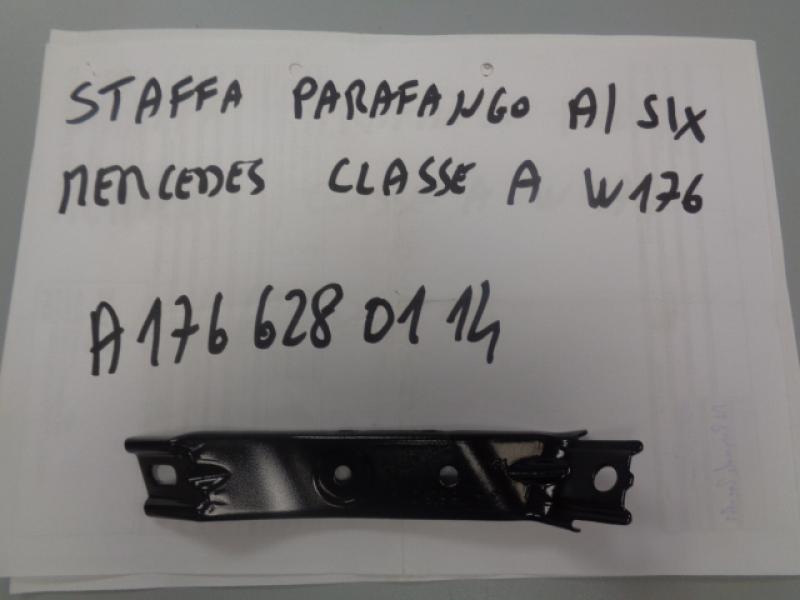 STAFFA PARAFANGO A/ SIX
MERCEDES CLASSE A W176
A 176 628 01 14